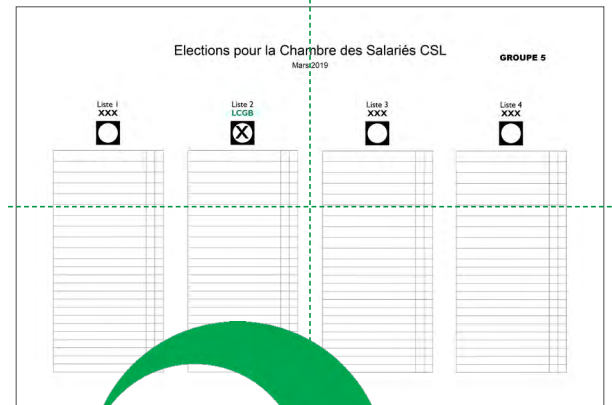 Elections pour la Chambre des Salariés CSL
Mars 2019
GROUPE 5
Liste 1
XXX
Liste 2
LCGB
X
Liste 3
XXX
Liste 4
XXX